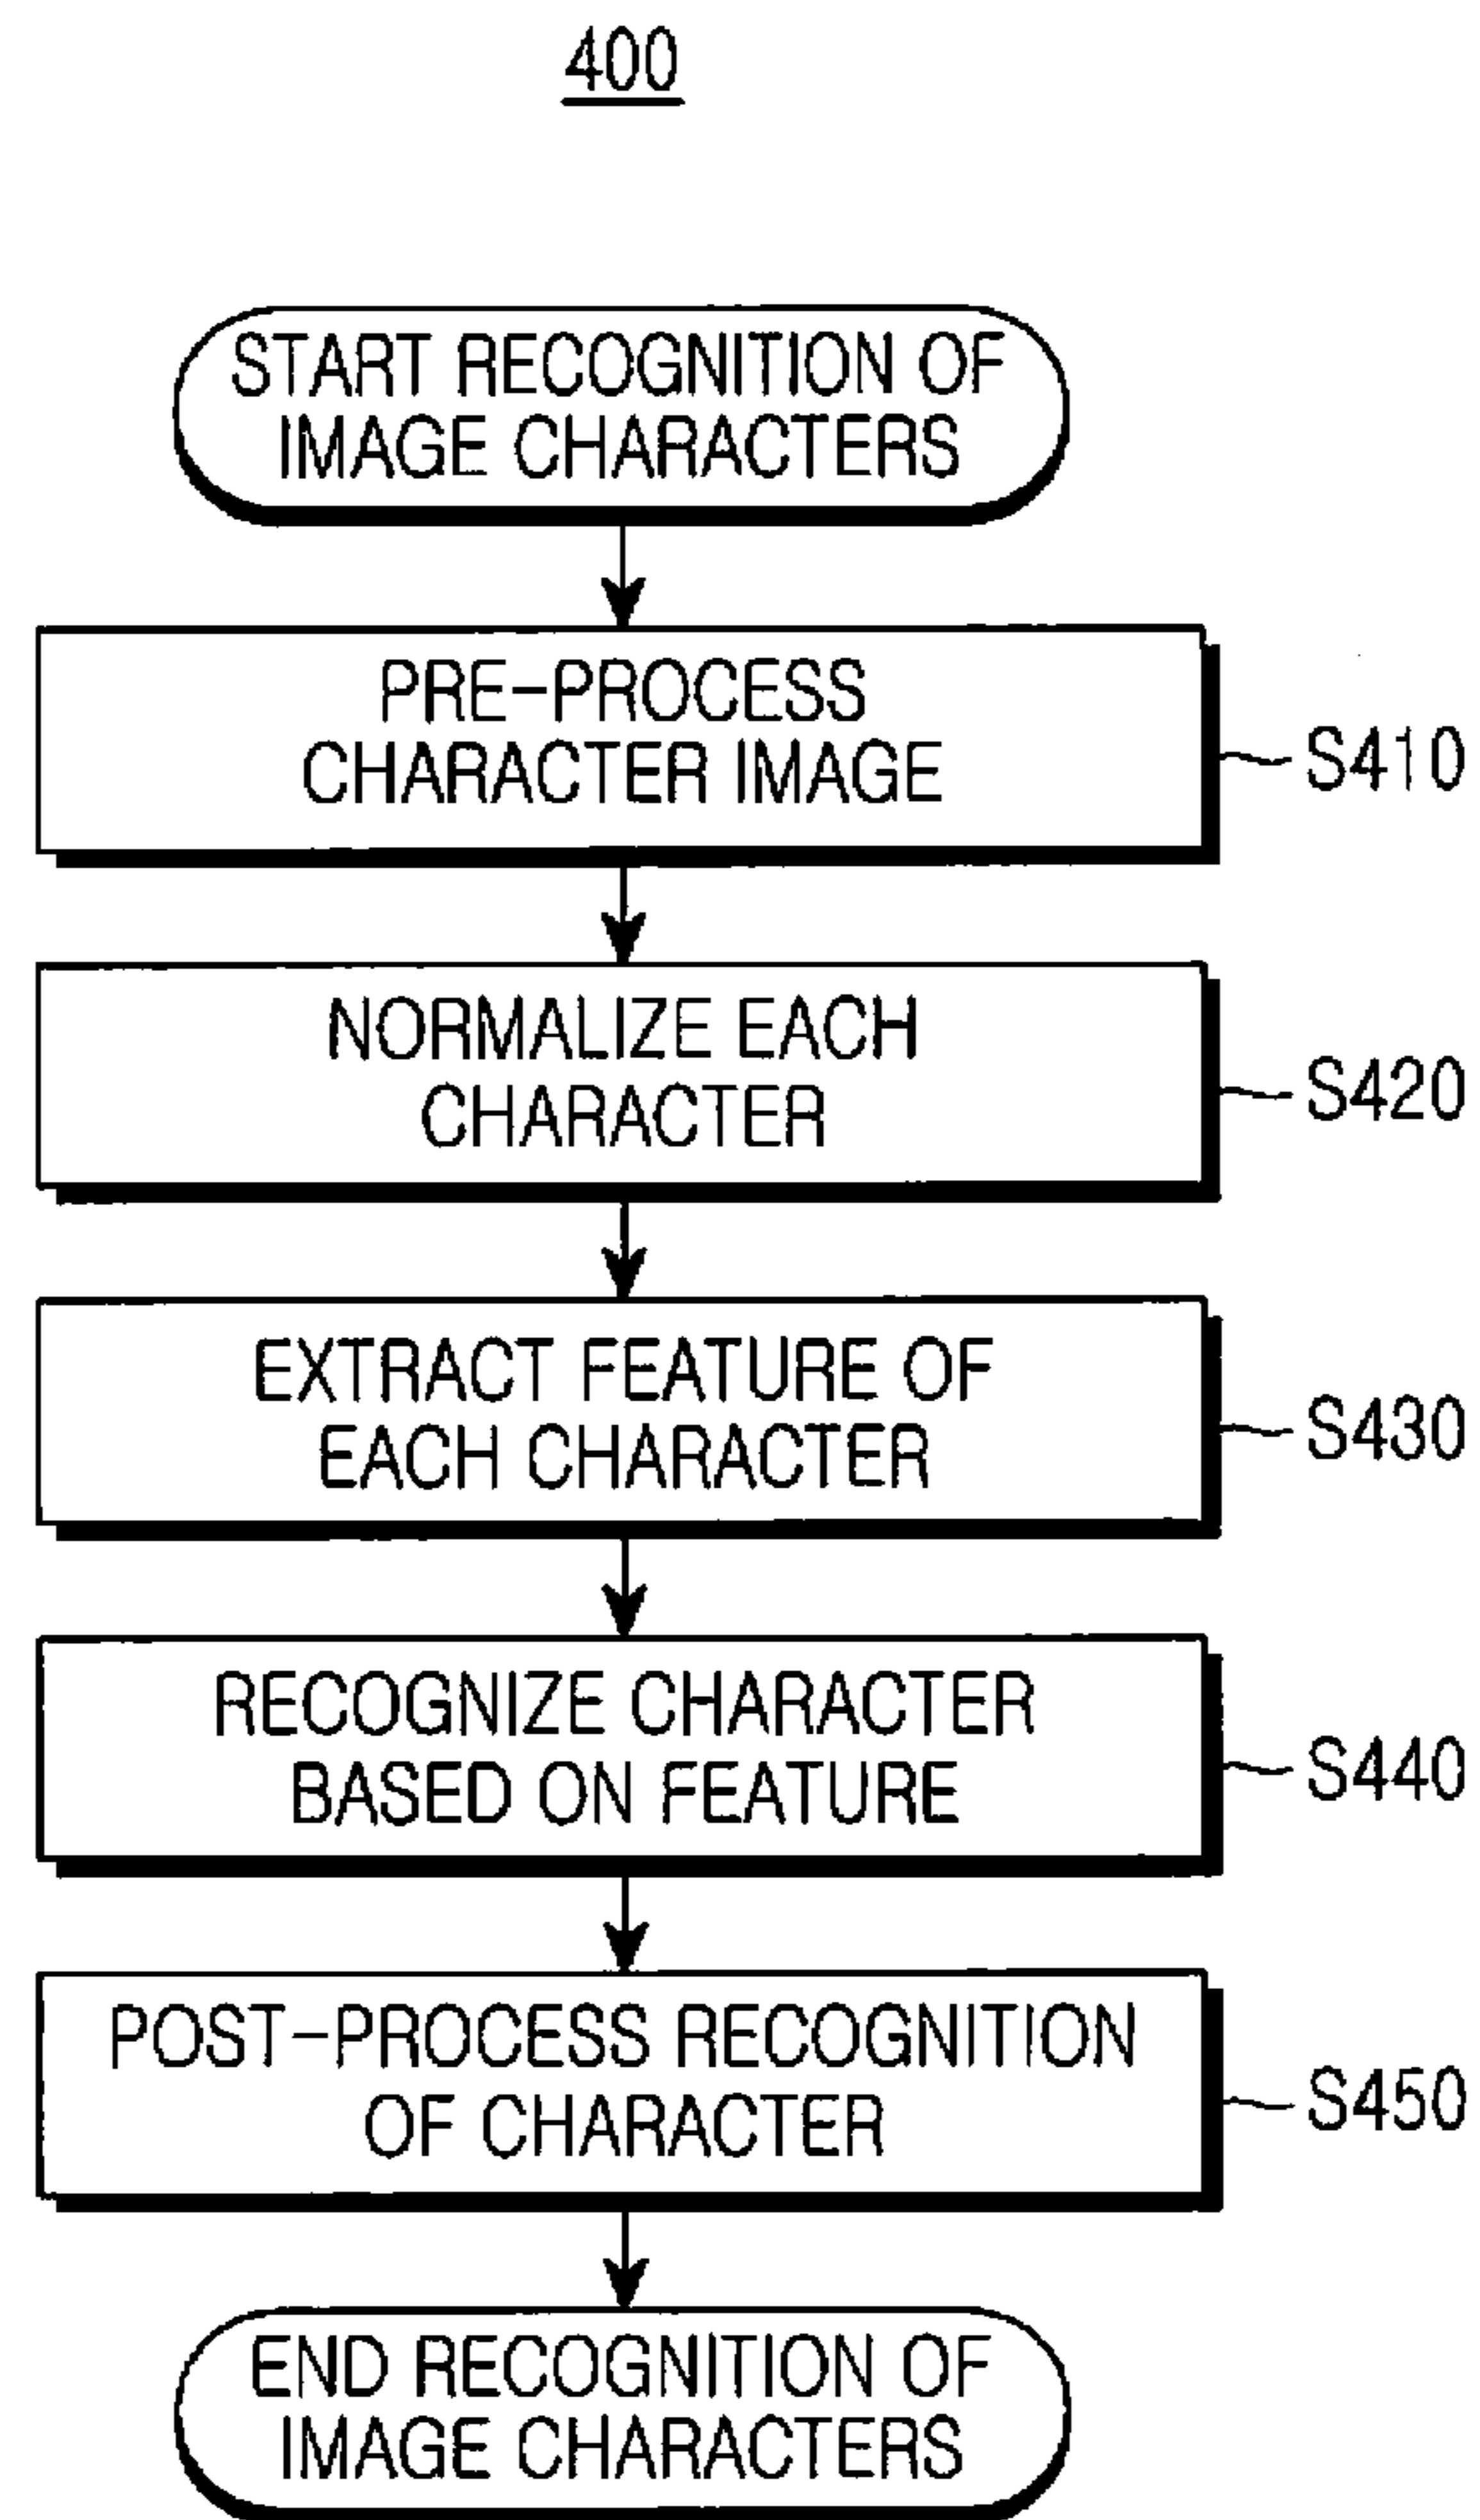 400
START RECOGNITION OF
IMAGE CHARACTERS
PRE-PROCESS
CHARACTER IMAGE
S410
NORMALIZE EACH
CHARACTER
S420
EXTRACT FEATURE OF
EACH CHARACTER
S430
RECOGNIZE CHARACTER
BASED ON FEATURE
S440
POST-PROCESS RECOGNITION
OF CHARACTER
S450
END RECOGNITION OF
IMAGE CHARACTERS